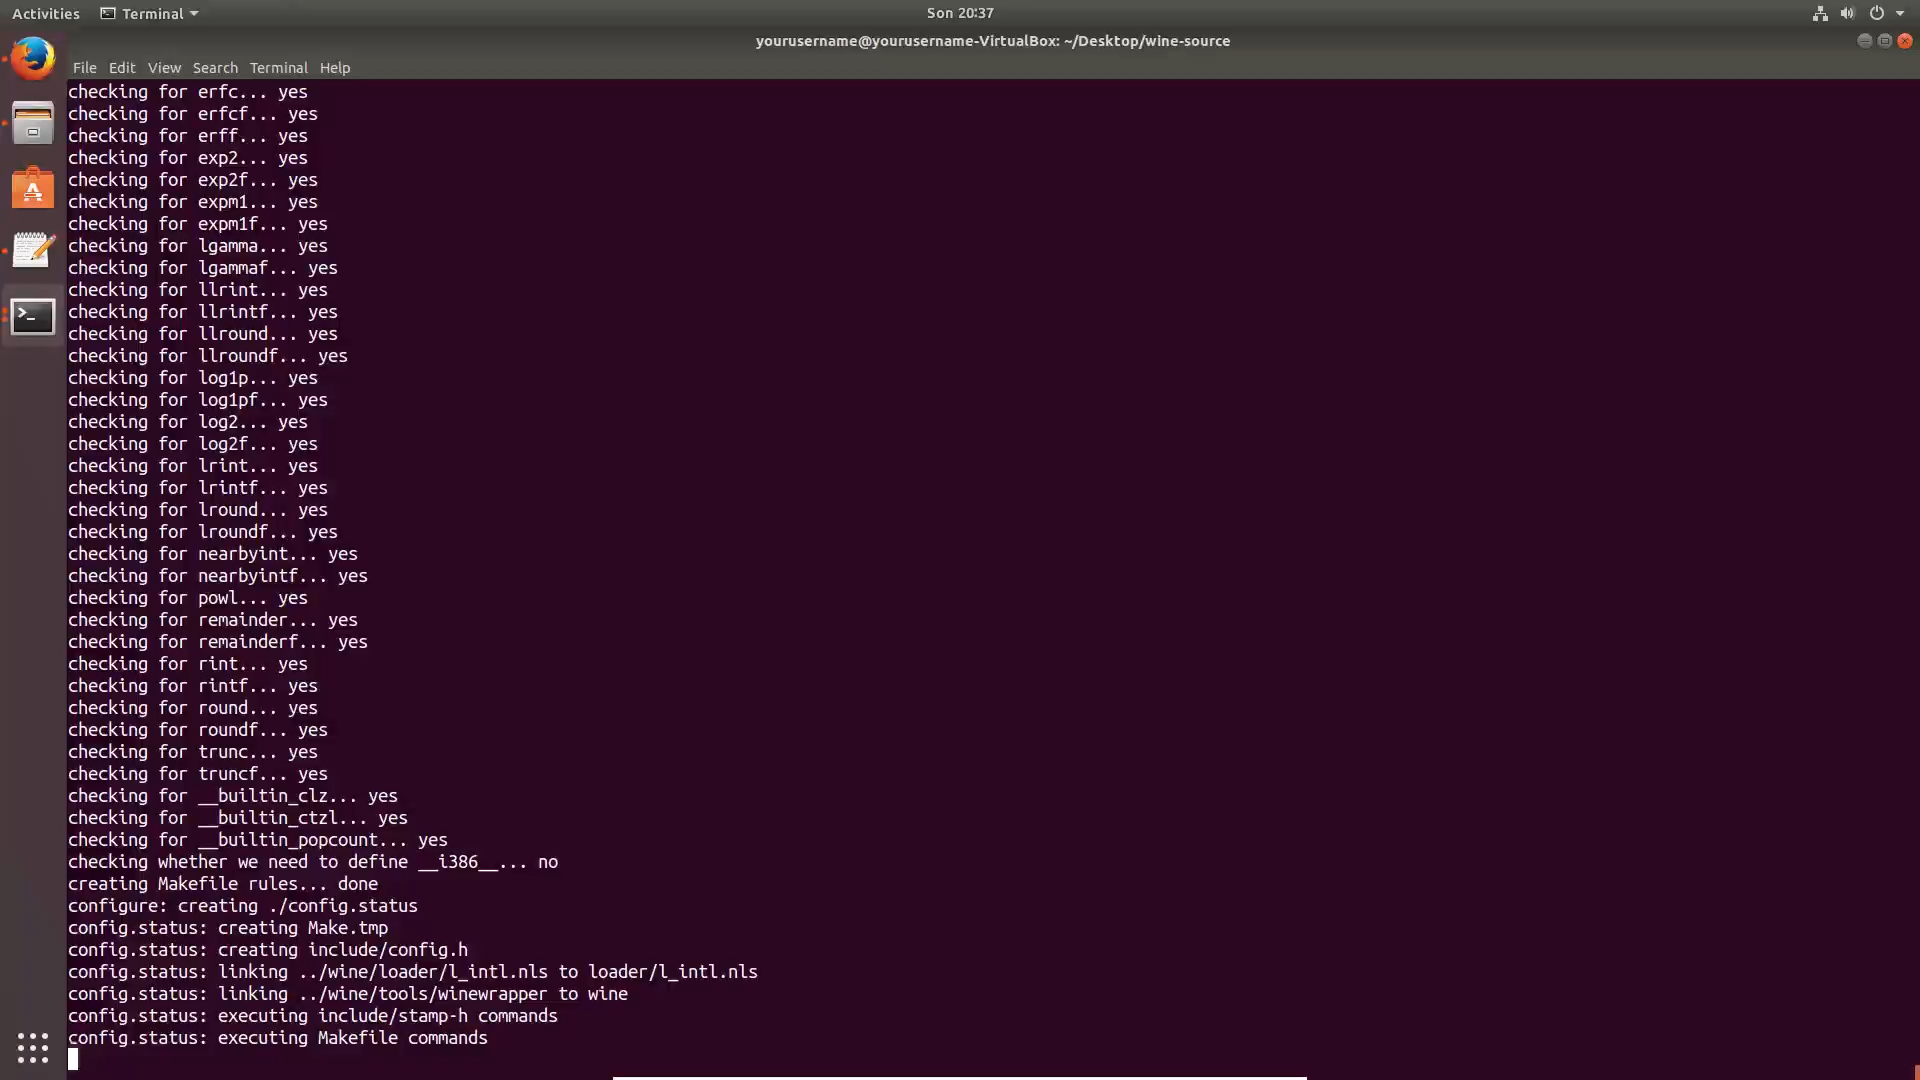 Activities Terminal Son 20:37
yourusername@yourusername-VirtualBox: ~/Desktop/wine-source
File Edit View Search Terminal Help
checking for erfc... yes
checking for erfcf... yes
checking for erff... yes
checking for exp2... yes
checking for exp2f... yes
checking for expm1... yes
checking for expm1f... yes
checking for lgamma... yes
checking for lgammaf... yes
checking for llrint... yes
checking for llrintf... yes
checking for llround... yes
checking for llroundf... yes
checking for log1p... yes
checking for log1pf... yes
checking for log2... yes
checking for log2f... yes
checking for lrint... yes
checking for lrintf... yes
checking for lround... yes
checking for lroundf... yes
checking for nearbyint... yes
checking for nearbyintf... yes
checking for powl... yes
checking for remainder... yes
checking for remainderf... yes
checking for rint... yes
checking for rintf... yes
checking for round... yes
checking for roundf... yes
checking for trunc... yes
checking for truncf... yes
checking for __builtin_clz... yes
checking for __builtin_ctzl... yes
checking for __builtin_popcount... yes
checking whether we need to define __i386__... no
creating Makefile rules... done
configure: creating ./config.status
config.status: creating Make.tmp
config.status: creating include/config.h
config.status: linking ../wine/loader/l_intl.nls to loader/l_intl.nls
config.status: linking ../wine/tools/winewrapper to wine
config.status: executing include/stamp-h commands
config.status: executing Makefile commands